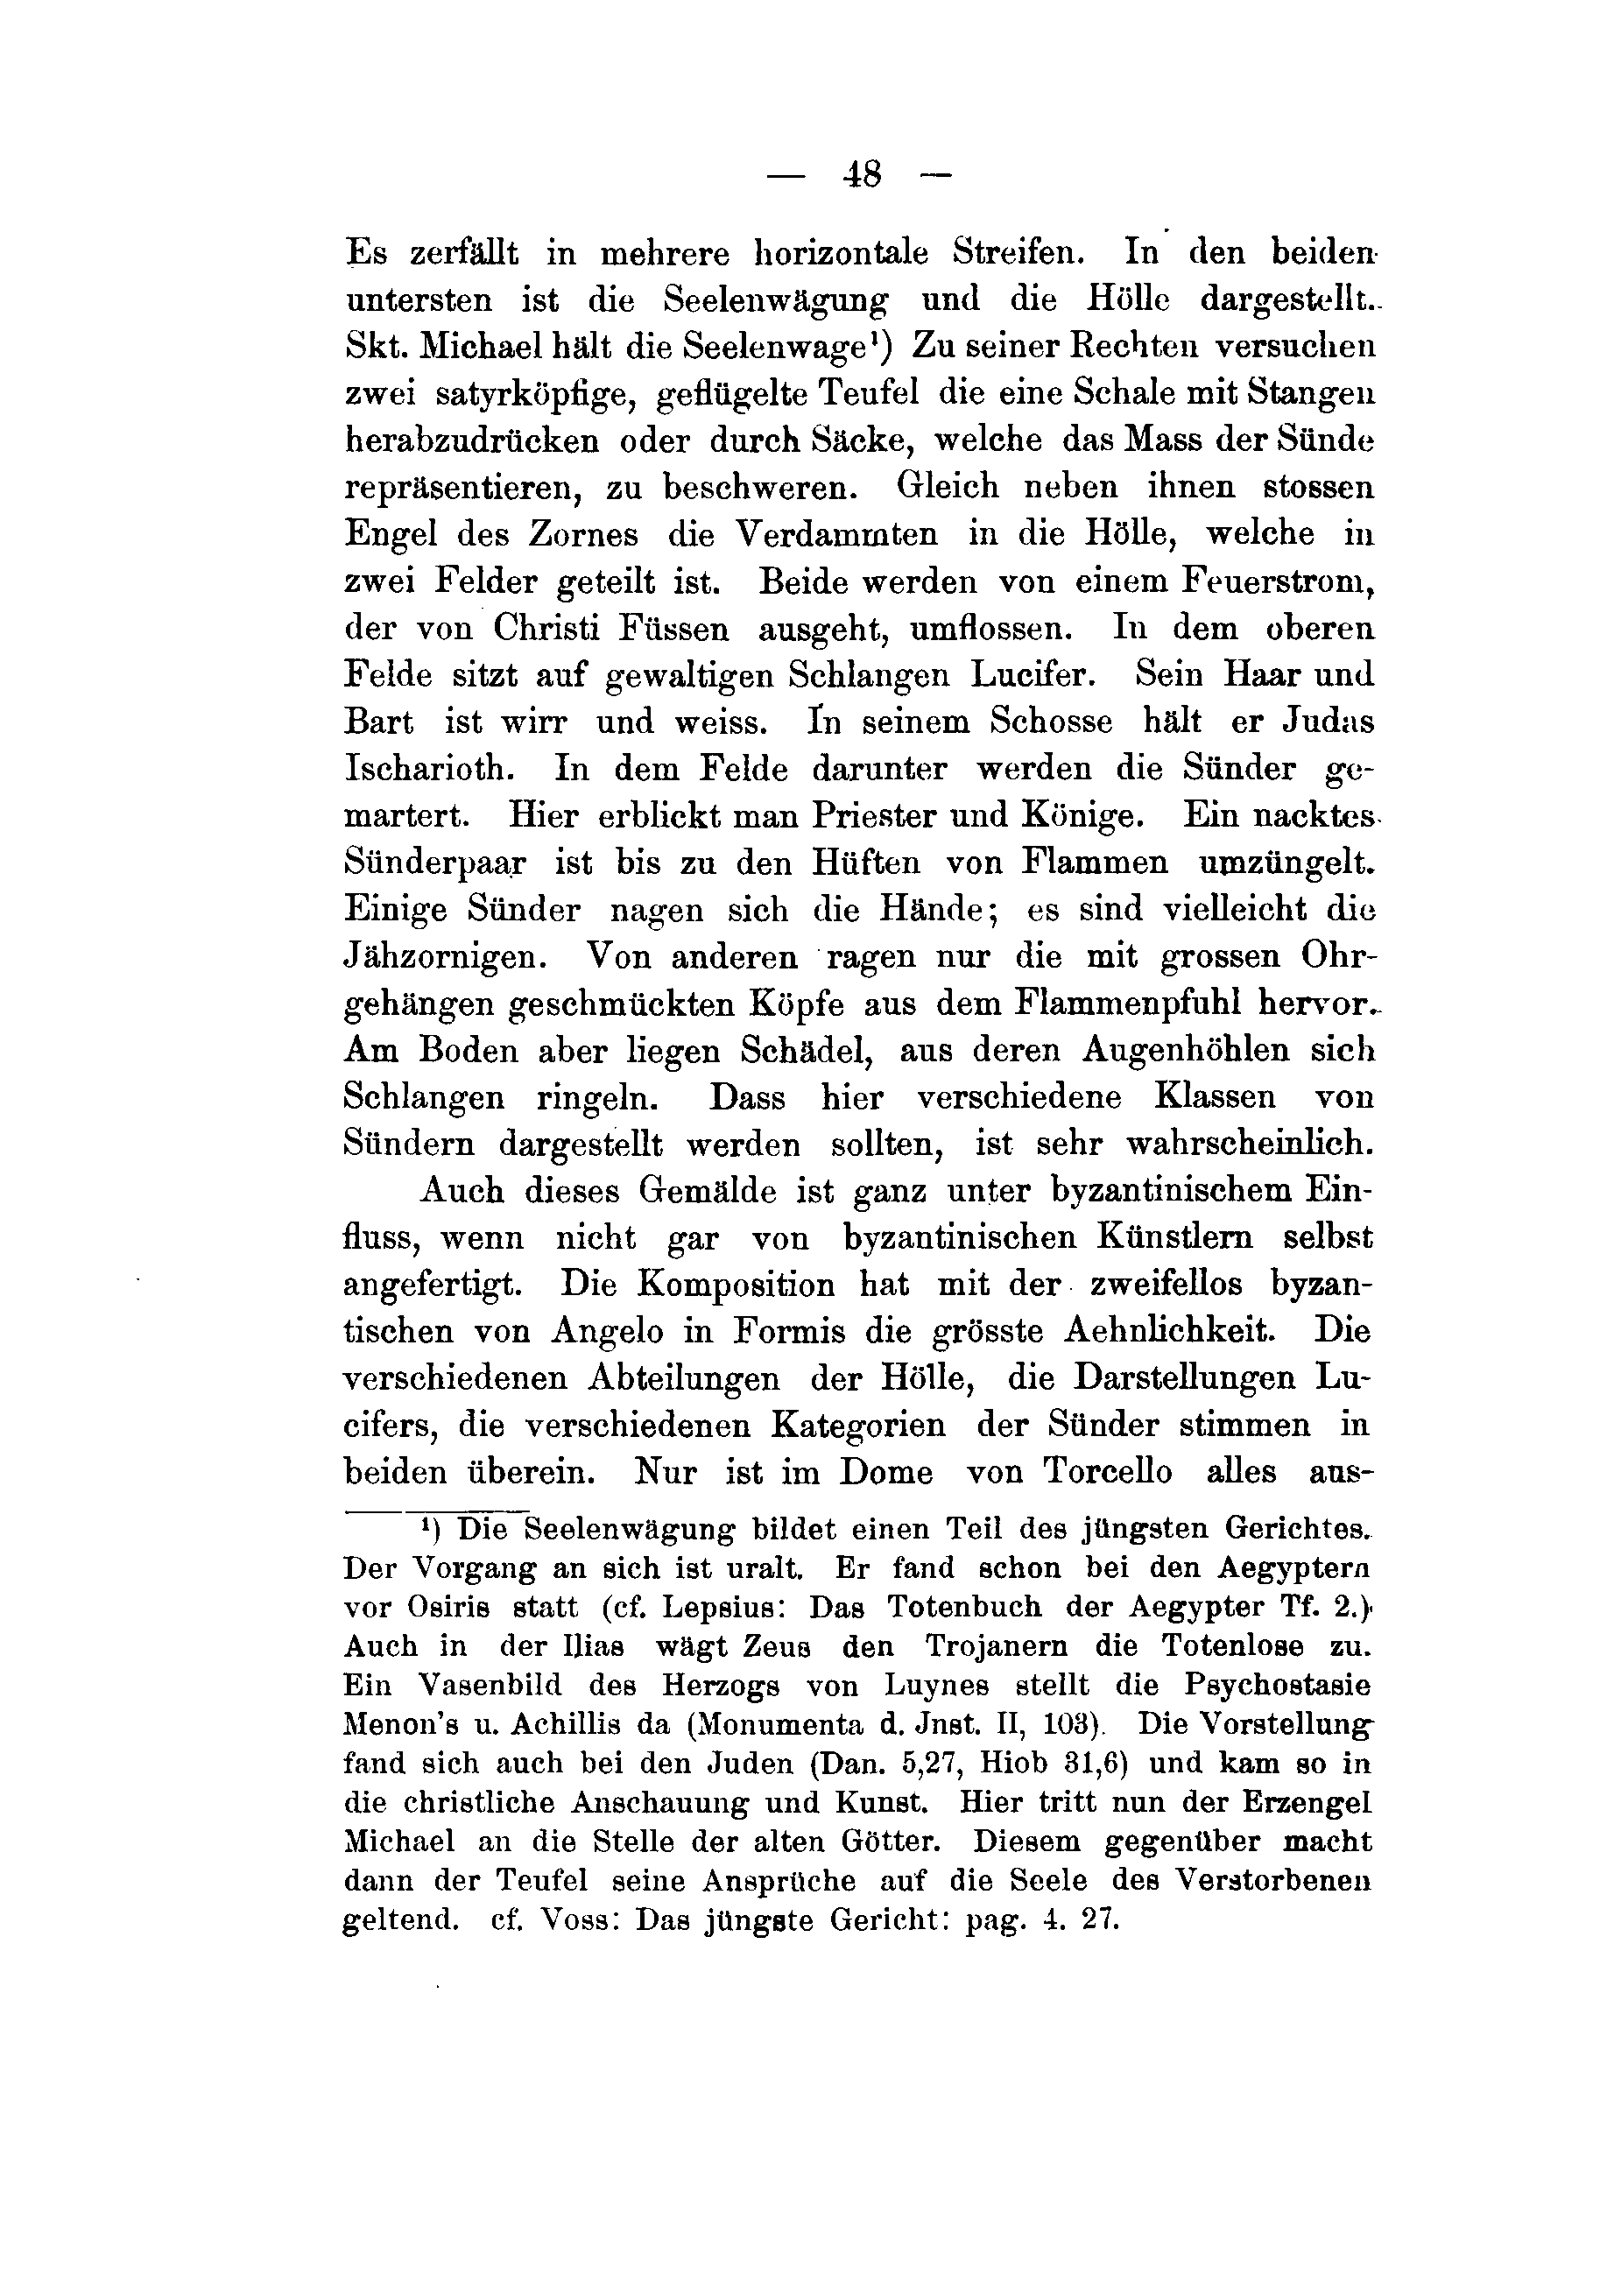 — 48 —
Es zerfällt in mehrere horizontale Streifen. In den beiden
untersten ist die Seelenwägung und die Hölle dargestellt.
Skt. Michael hält die Seelenwage¹) Zu seiner Rechten versuchen
zwei satyrköpfige, geflügelte Teufel die eine Schale mit Stangen
herabzudrücken oder durch Säcke, welche das Mass der Sünde
repräsentieren, zu beschweren. Gleich neben ihnen stossen
Engel des Zornes die Verdammten in die Hölle, welche in
zwei Felder geteilt ist. Beide werden von einem Feuerstrom,
der von Christi Füssen ausgeht, umflossen. In dem oberen
Felde sitzt auf gewaltigen Schlangen Lucifer. Sein Haar und
Bart ist wirr und weiss. In seinem Schosse hält er Judas
Ischarioth. In dem Felde darunter werden die Sünder ge-
martert. Hier erblickt man Priester und Könige. Ein nacktes
Sünderpaar ist bis zu den Hüften von Flammen umzüngelt.
Einige Sünder nagen sich die Hände; es sind vielleicht die
Jähzornigen. Von anderen ragen nur die mit grossen Ohr-
gehängen geschmückten Köpfe aus dem Flammenpfuhl hervor.
Am Boden aber liegen Schädel, aus deren Augenhöhlen sich
Schlangen ringeln. Dass hier verschiedene Klassen von
Sündern dargestellt werden sollten, ist sehr wahrscheinlich.
Auch dieses Gemälde ist ganz unter byzantinischem Ein-
fluss, wenn nicht gar von byzantinischen Künstlern selbst
angefertigt. Die Komposition hat mit der zweifellos byzan-
tischen von Angelo in Formis die grösste Aehnlichkeit. Die
verschiedenen Abteilungen der Hölle, die Darstellungen Lu-
cifers, die verschiedenen Kategorien der Sünder stimmen in
beiden überein. Nur ist im Dome von Torcello alles aus-
¹) Die Seelenwägung bildet einen Teil des jüngsten Gerichtes.
Der Vorgang an sich ist uralt. Er fand schon bei den Aegyptern
vor Osiris statt (cf. Lepsius: Das Totenbuch der Aegypter Tf. 2.)
Auch in der Ilias wägt Zeus den Trojanern die Totenlose zu.
Ein Vasenbild des Herzogs von Luynes stellt die Psychostasie
Menon's u. Achillis da (Monumenta d. Jnst. II, 103). Die Vorstellung
fand sich auch bei den Juden (Dan. 5,27, Hiob 31,6) und kam so in
die christliche Anschauung und Kunst. Hier tritt nun der Erzengel
Michael an die Stelle der alten Götter. Diesem gegenüber macht
dann der Teufel seine Ansprüche auf die Seele des Verstorbenen
geltend. cf. Voss: Das jüngste Gericht: pag. 4. 27.